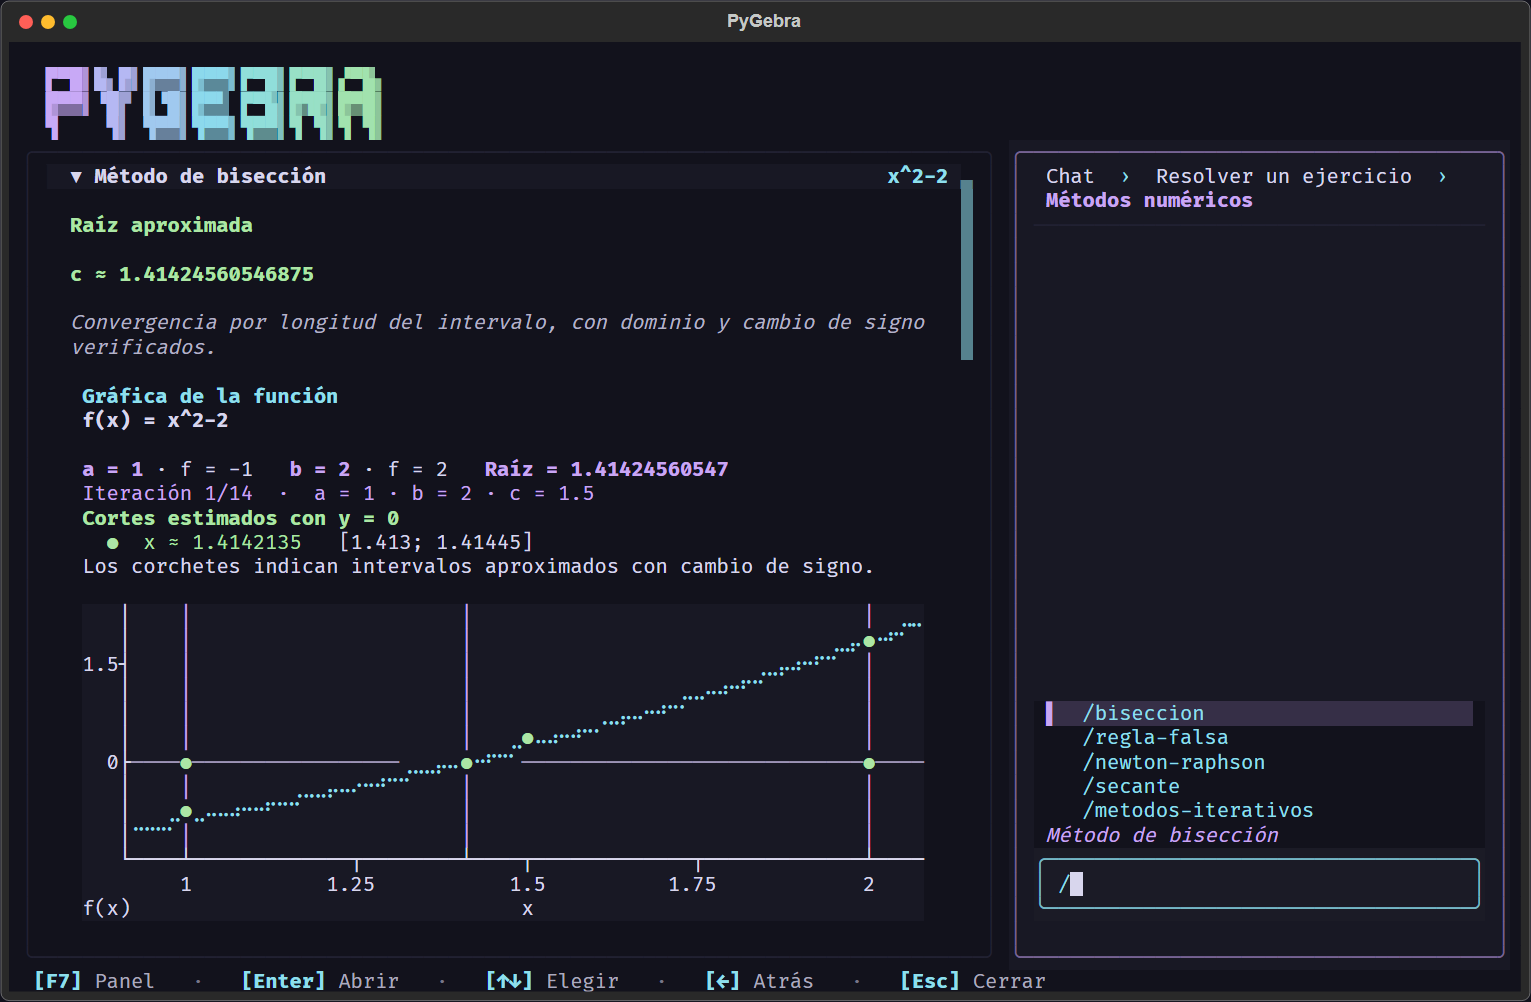 PyGebra
PYGEBRA
▼ Método de bisección x^2-2
Raíz aproximada
c ≈ 1.41424560546875
Convergencia por longitud del intervalo, con dominio y cambio de signo
verificados.
Gráfica de la función
f(x) = x^2-2
a = 1 · f = -1 b = 2 · f = 2 Raíz = 1.41424560547
Iteración 1/14 · a = 1 · b = 2 · c = 1.5
Cortes estimados con y = 0
● x ≈ 1.4142135 [1.413; 1.41445]
Los corchetes indican intervalos aproximados con cambio de signo.
1.5
0
1 1.25 1.5 1.75 2
f(x) x
Chat › Resolver un ejercicio ›
Métodos numéricos
/biseccion
/regla-falsa
/newton-raphson
/secante
/metodos-iterativos
Método de bisección
/
[F7] Panel · [Enter] Abrir · [↑↓] Elegir · [←] Atrás · [Esc] Cerrar